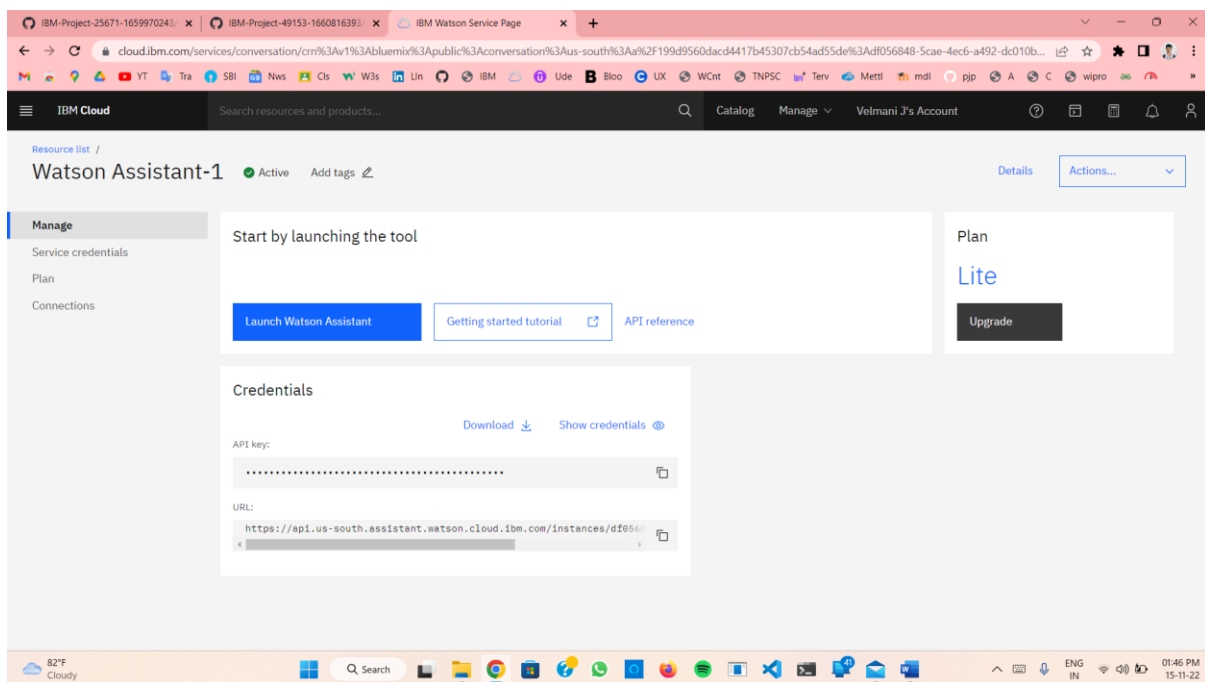 IBM-Project-25671-1659970243/
IBM-Project-49153-1660816393/
IBM Watson Service Page
cloud.ibm.com/services/conversation/crn%3Av1%3Abluemix%3Apublic%3Aconversation%3Aus-south%3Aa%2F199d9560dacd4417b45307cb54ad55de%3Adf056848-5cae-4ec6-a492-dc010b...
YT Tra SBI Nws Cls W3s Lin IBM Ude Bloo UX WCnt TNPSC Terv Mettl mdl pjp A C wipro »
IBM Cloud
Search resources and products...
Catalog Manage Velmani J's Account
Resource list /
Watson Assistant-1 Active Add tags
Details Actions...
Manage
Service credentials
Plan
Connections
Start by launching the tool
Launch Watson Assistant Getting started tutorial API reference
Plan
Lite
Upgrade
Credentials
Download Show credentials
API key:
••••••••••••••••••••••••••••••••••••••••••••
URL:
https://api.us-south.assistant.watson.cloud.ibm.com/instances/df056
82°F
Cloudy
Search
41
ENG
IN
01:46 PM
15-11-22